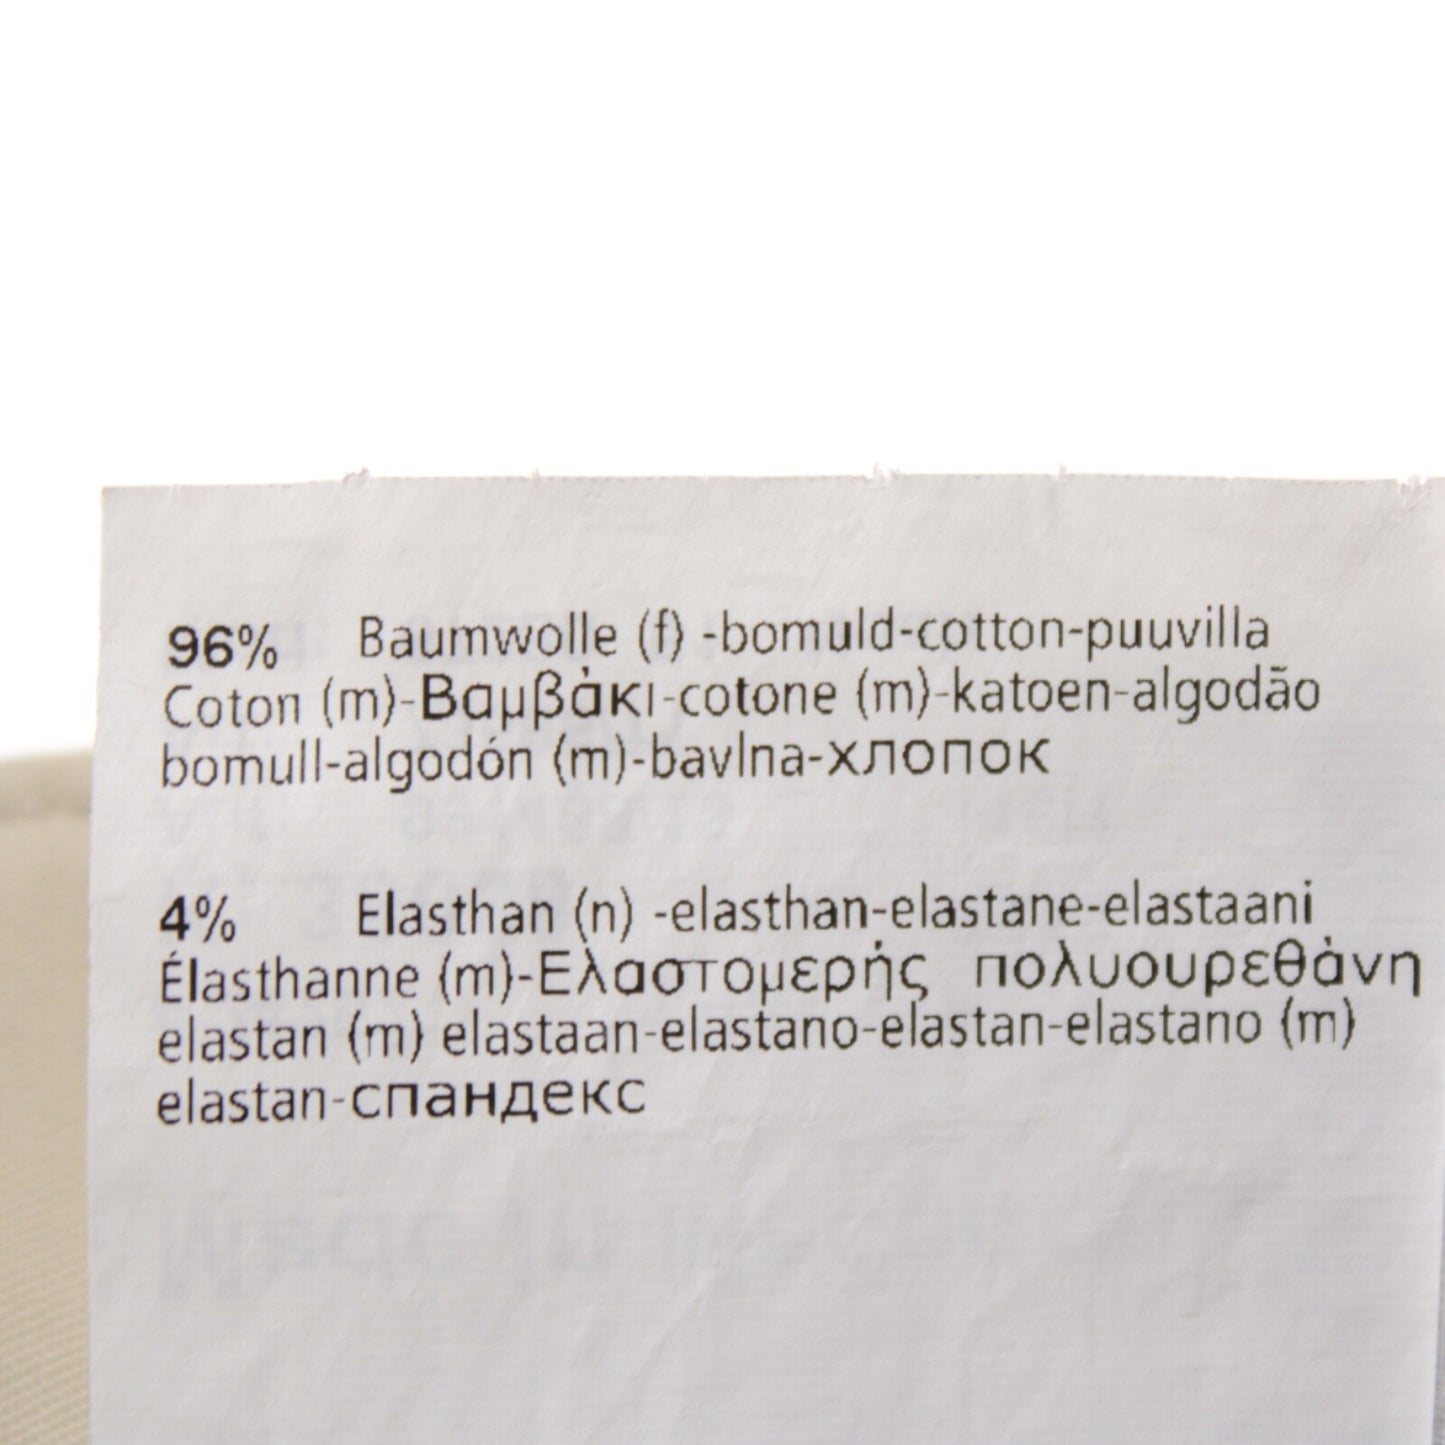 96% Baumwolle (f) -bomuld-cotton-puuvilla
Coton (m)-Βαμβάκι-cotone (m)-katoen-algodão
bomull-algodón (m)-bavlna-хлопок
4% Elasthan (n) -elasthan-elastane-elastaani
Élasthanne (m)-Ελαστομερής πολυουρεθάνη
elastan (m) elastaan-elastano-elastan-elastano (m)
elastan-спандекс